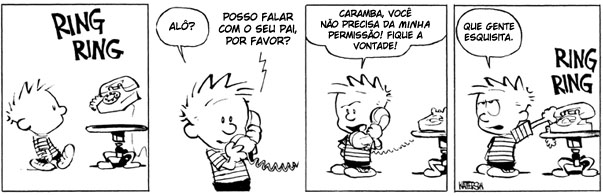 RING
RING
ALÔ?
POSSO FALAR
COM O SEU PAI,
POR FAVOR?
CARAMBA, VOCÊ
NÃO PRECISA DA MINHA
PERMISSÃO! FIQUE A
VONTADE!
QUE GENTE
ESQUISITA.
RING
RING